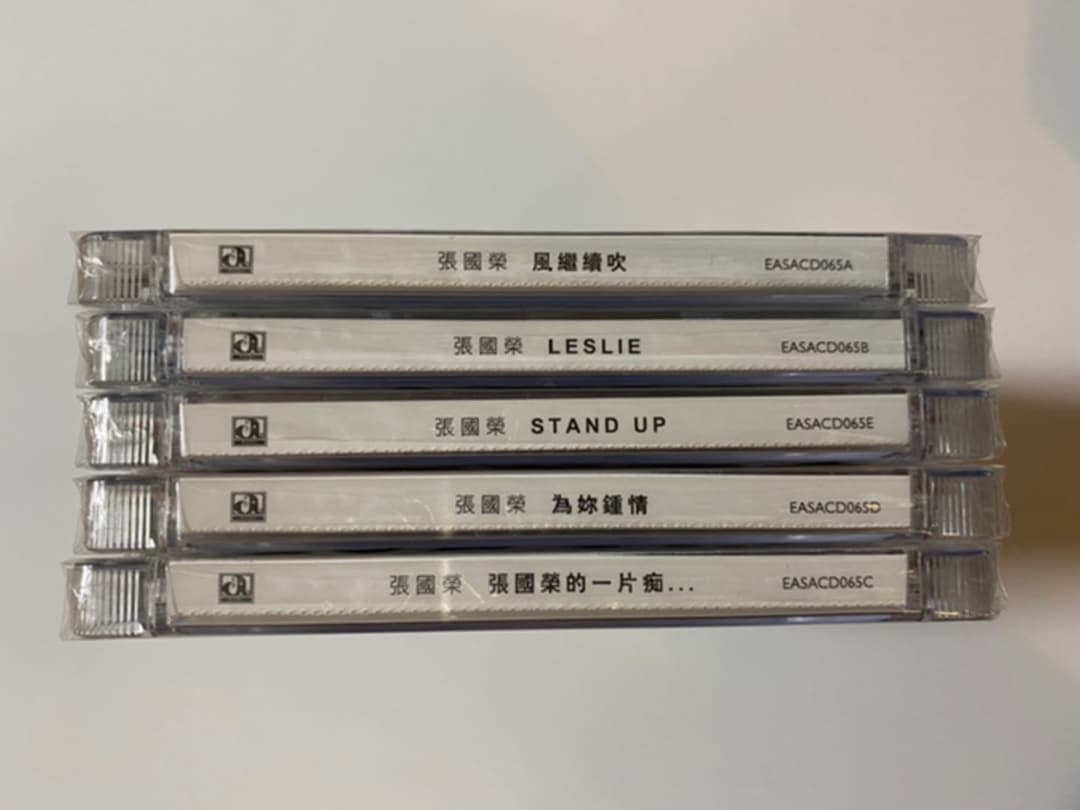 張國榮 風繼續吹 EASACD065A
張國榮 LESLIE EASACD065B
張國榮 STAND UP EASACD065E
張國榮 為妳鍾情 EASACD065D
張國榮 張國榮的一片痴... EASACD065C